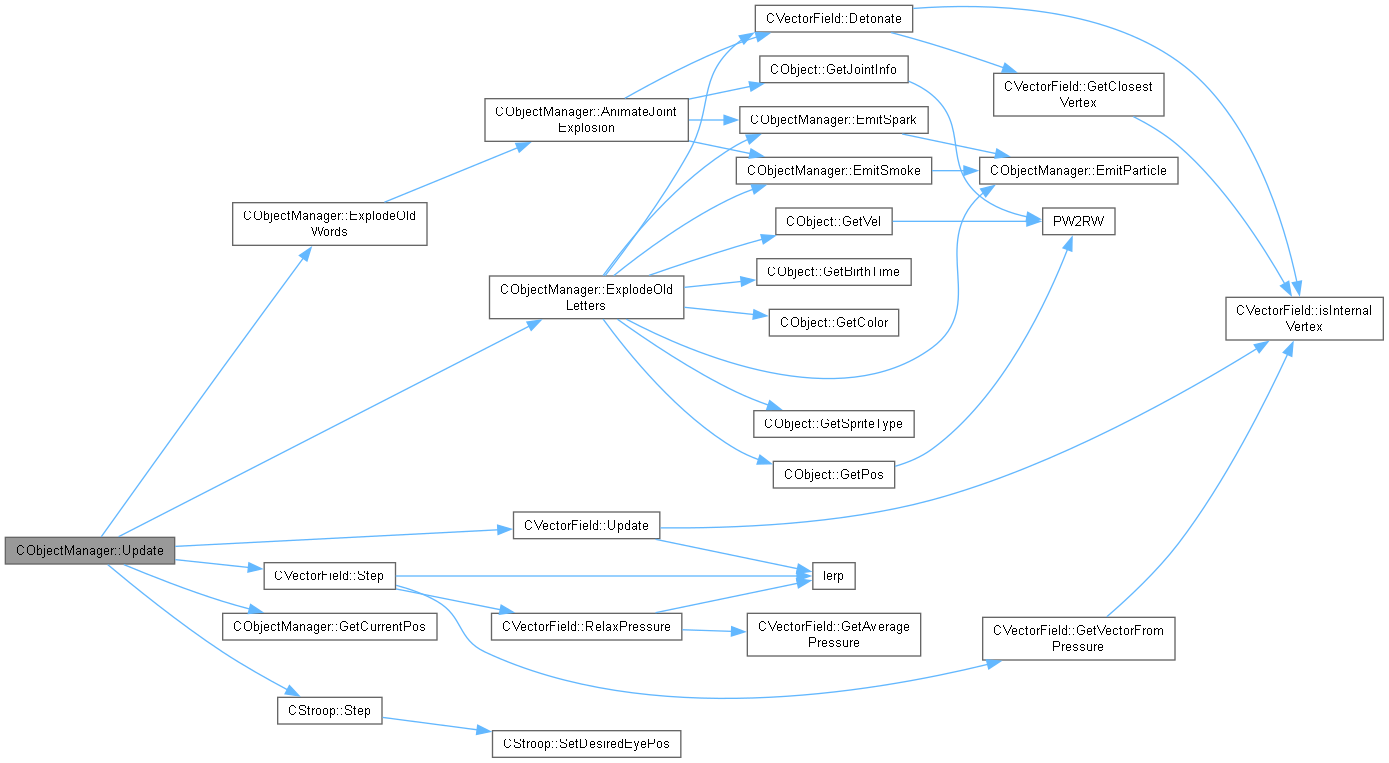 CVectorField::Detonate
CObject::GetJointInfo
CVectorField::GetClosest
Vertex
CObjectManager::AnimateJoint
Explosion
CObjectManager::EmitSpark
CObjectManager::EmitSmoke
CObjectManager::EmitParticle
CObjectManager::ExplodeOld
Words
CObject::GetVel
PW2RW
CObject::GetBirthTime
CObjectManager::ExplodeOld
Letters
CObject::GetColor
CVectorField::isInternal
Vertex
CObject::GetSpriteType
CObject::GetPos
CVectorField::Update
CObjectManager::Update
CVectorField::Step
lerp
CObjectManager::GetCurrentPos
CVectorField::RelaxPressure
CVectorField::GetAverage
Pressure
CVectorField::GetVectorFrom
Pressure
CStroop::Step
CStroop::SetDesiredEyePos